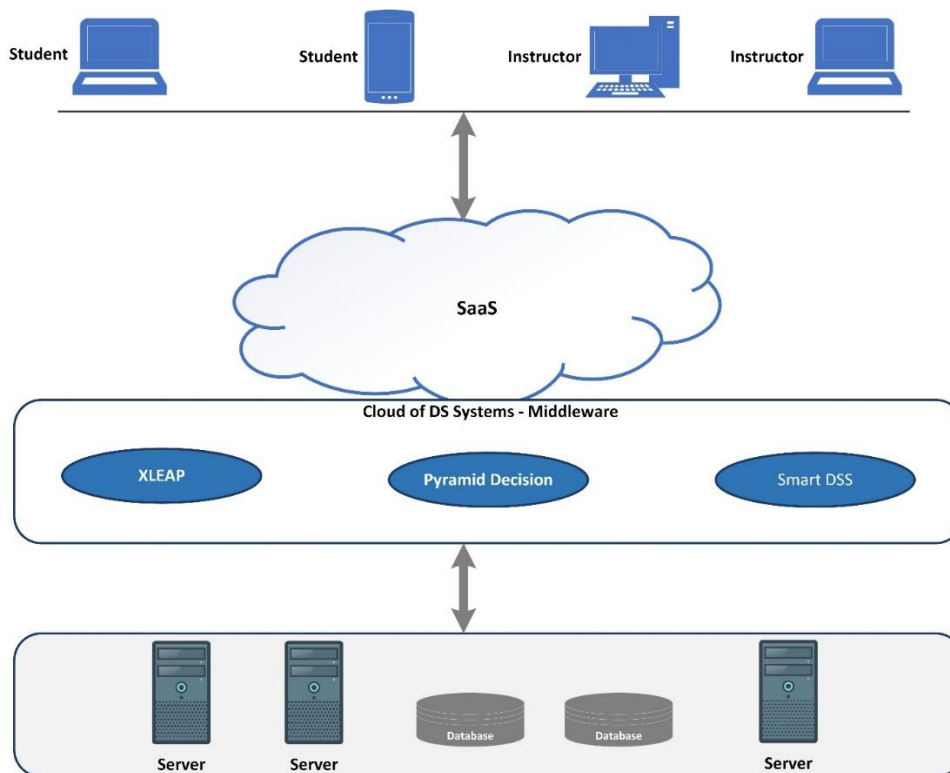 Student
Student
Instructor
Instructor
SaaS
Cloud of DS Systems - Middleware
XLEAP
Pyramid Decision
Smart DSS
Database
Database
Server
Server
Server